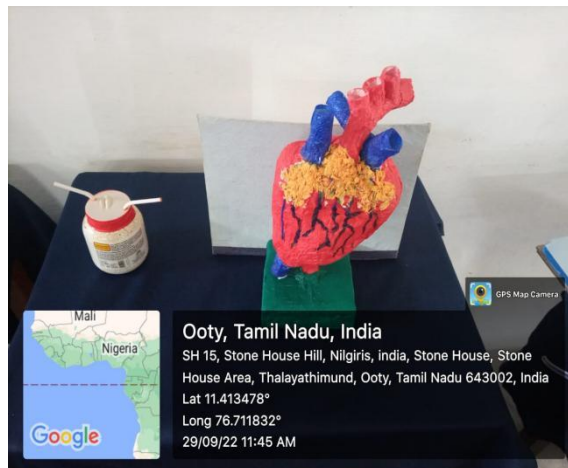 GPS Map Camera
Mali
Nigeria
Google
Ooty, Tamil Nadu, India
SH 15, Stone House Hill, Nilgiris, india, Stone House, Stone
House Area, Thalayathimund, Ooty, Tamil Nadu 643002, India
Lat 11.413478°
Long 76.711832°
29/09/22 11:45 AM